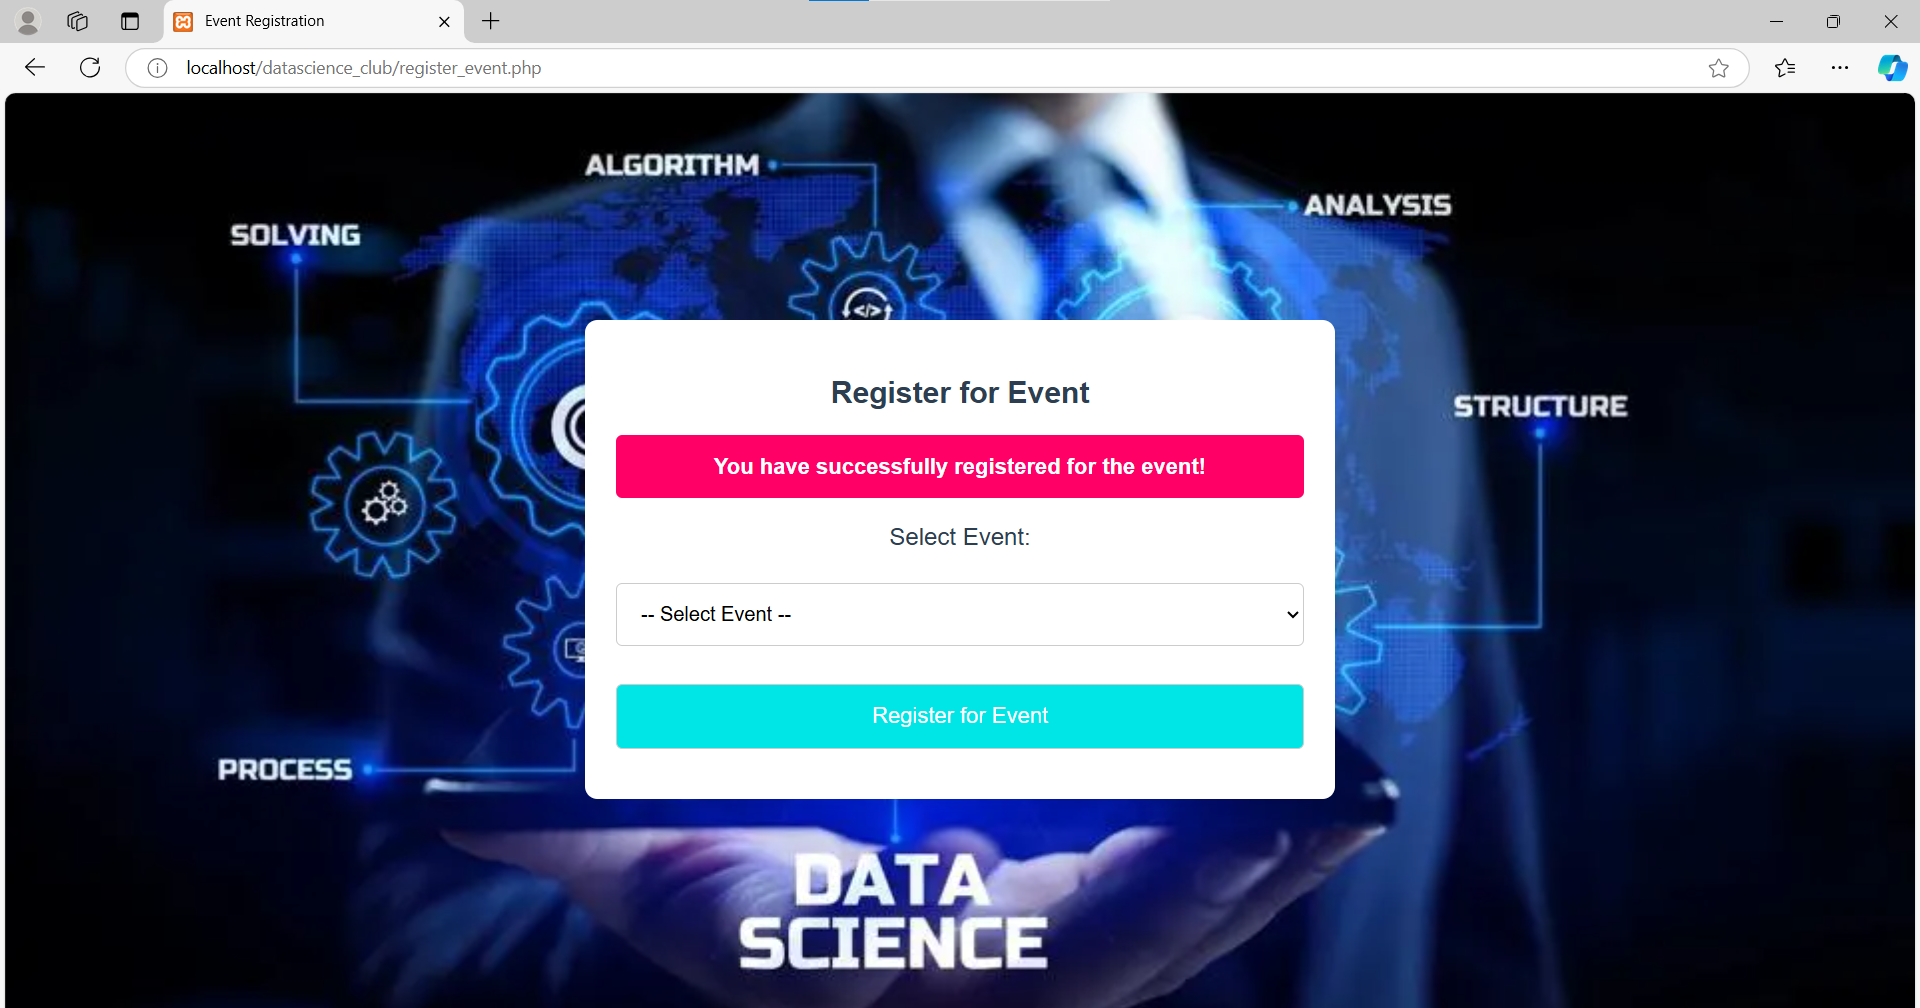 Event Registration
localhost/datascience_club/register_event.php
ALGORITHM
ANALYSIS
SOLVING
</>
Register for Event
STRUCTURE
You have successfully registered for the event!
Select Event:
-- Select Event --
Register for Event
PROCESS
DATA
SCIENCE